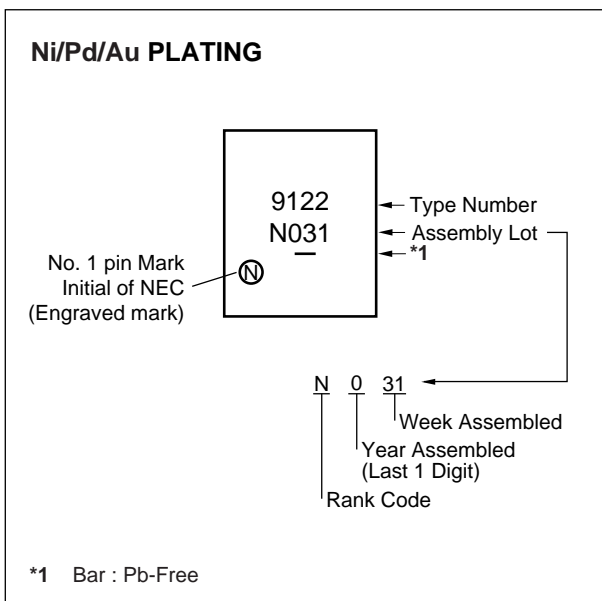 Ni/Pd/Au PLATING
9122
N031
N
Type Number
Assembly Lot
*1
No. 1 pin Mark
Initial of NEC
(Engraved mark)
N 0 31
Week Assembled
Year Assembled
(Last 1 Digit)
Rank Code
*1 Bar : Pb-Free